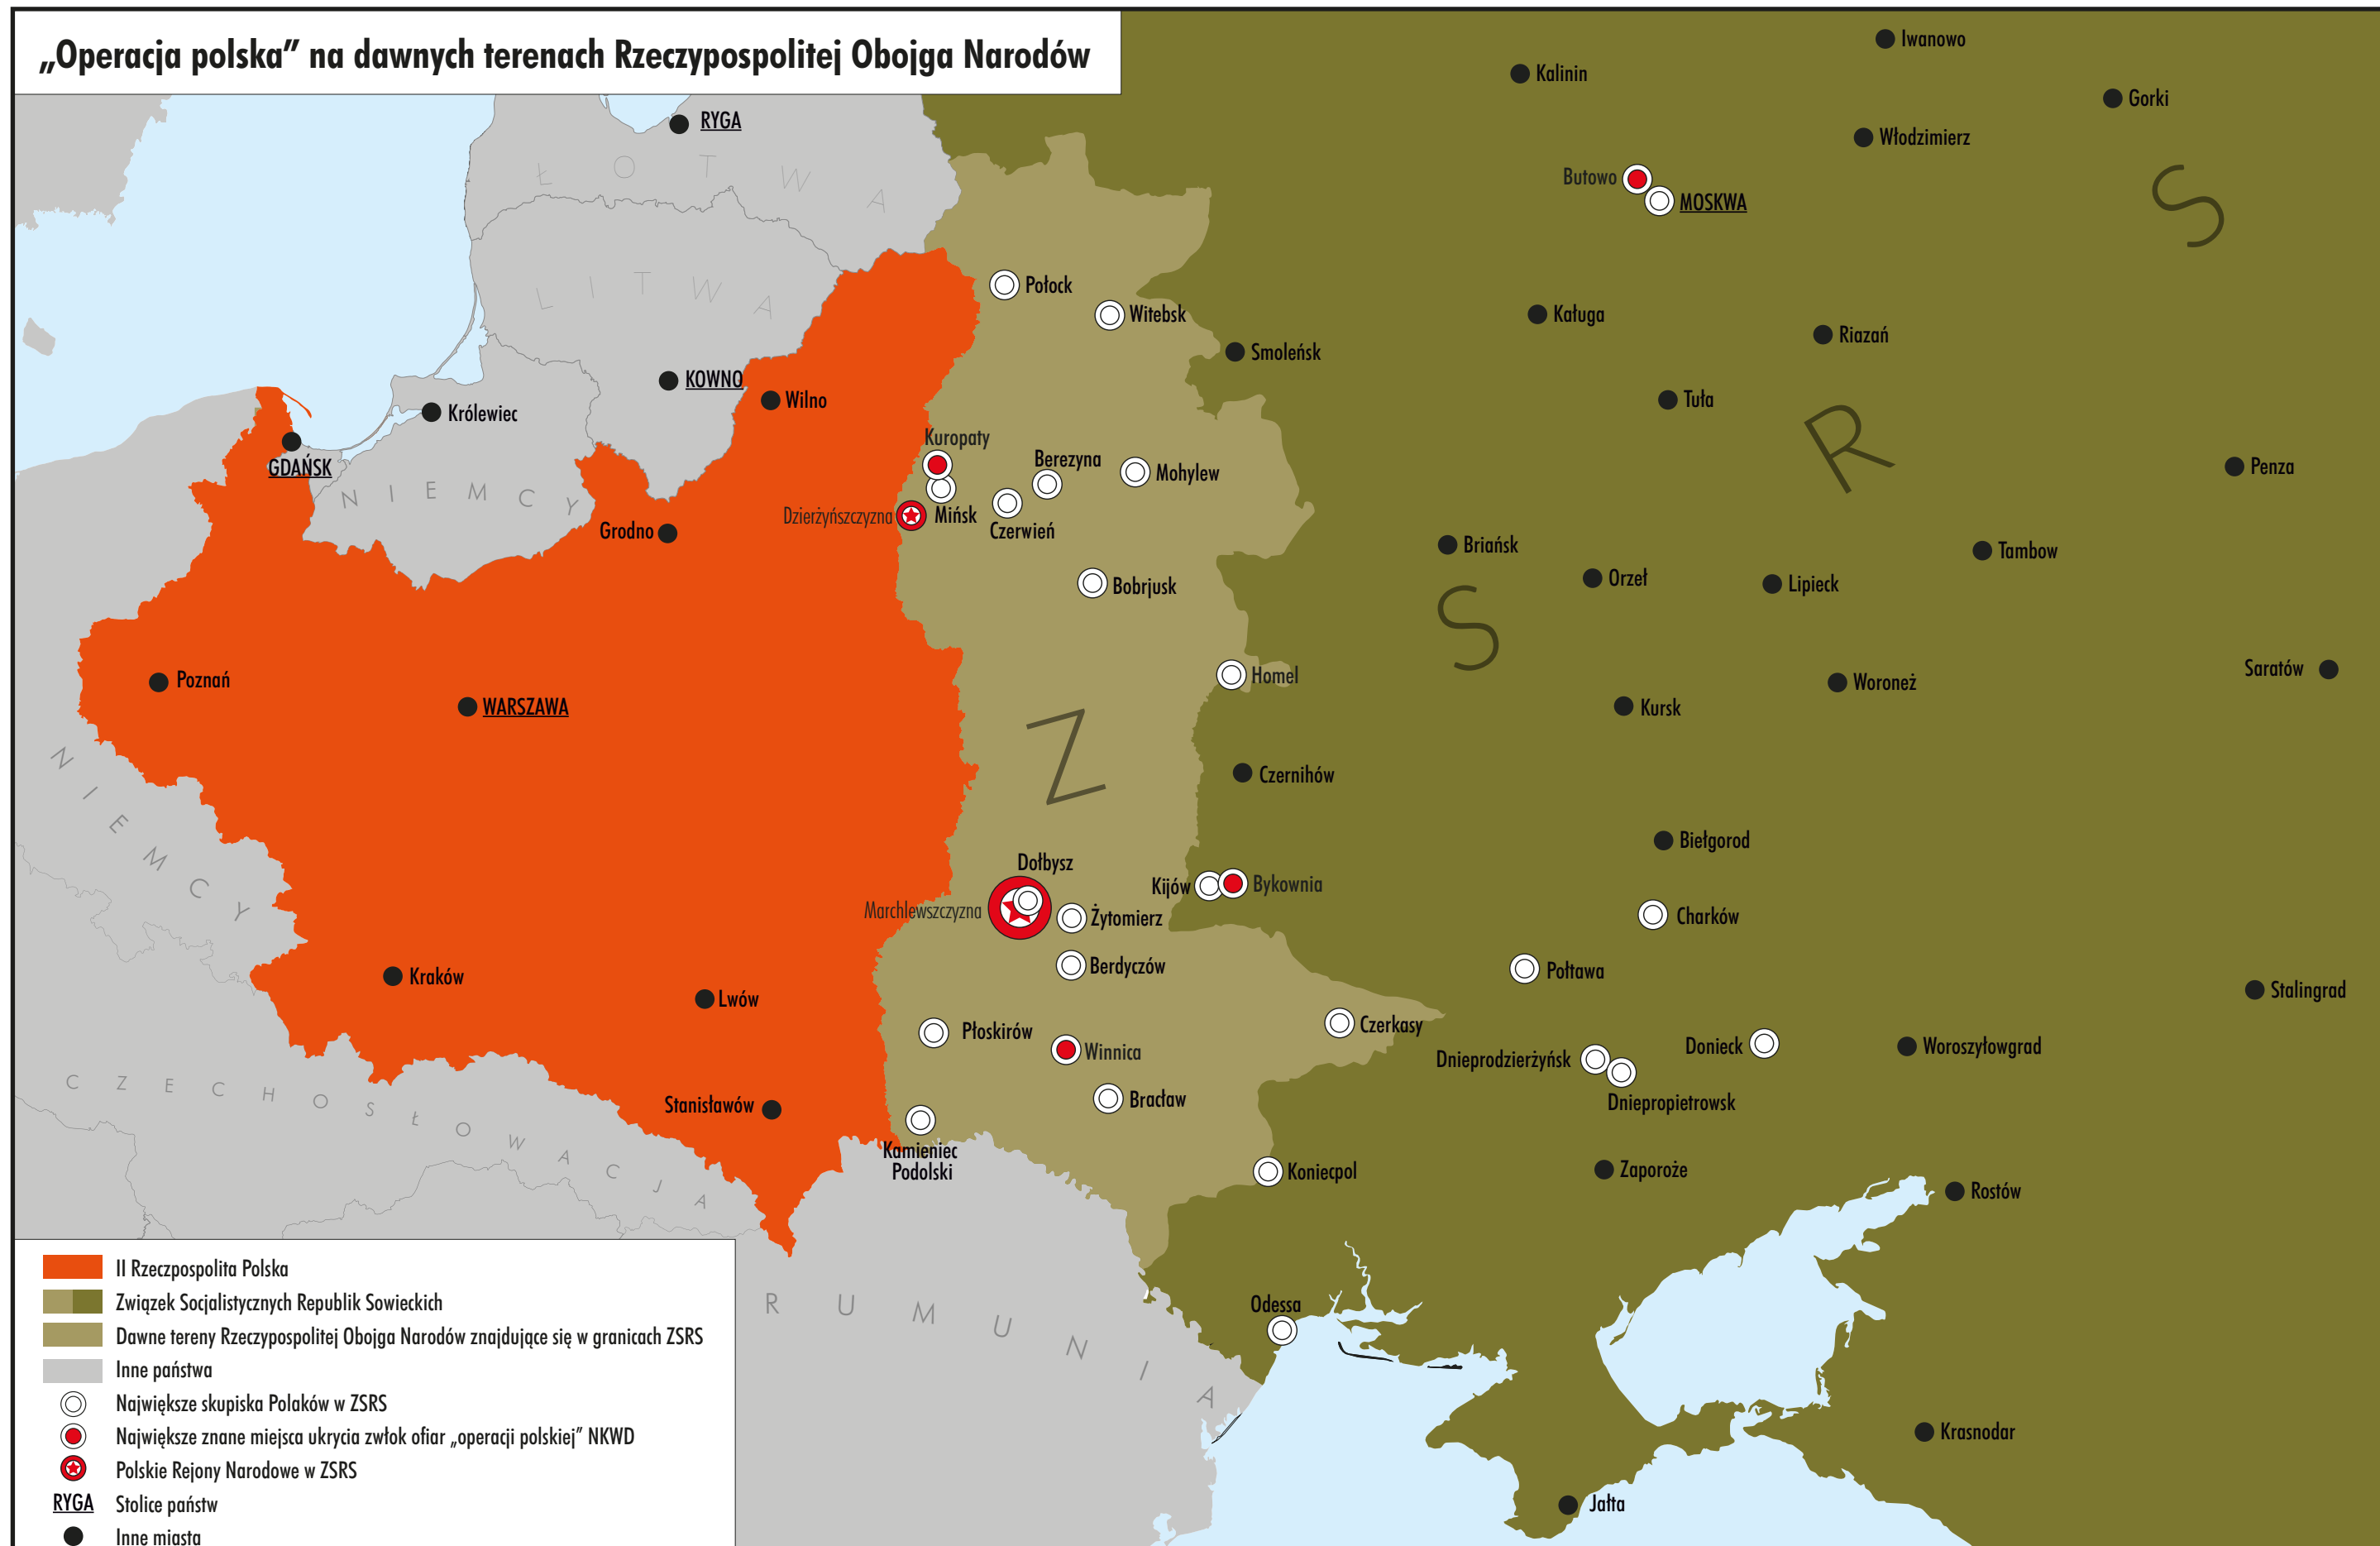 „Operacja polska” na dawnych terenach Rzeczypospolitej Obojga Narodów
Iwanowo
Kalinin
Gorki
RYGA
Włodzimierz
ŁOTWA
Butowo
MOSKWA
S
Połock
LITWA
Witebsk
Kaługa
Riazań
Smoleńsk
KOWNO
Wilno
Tuła
Królewiec
Kuropaty
R
GDAŃSK
Berezyna
Mohylew
Penza
NIEMCY
Dzierżyńszczyzna
Mińsk
Czerwień
Grodno
Briańsk
Tambow
Orzeł
Lipieck
Bobrjusk
S
Homel
Saratów
Poznań
Woroneż
WARSZAWA
Kursk
Z
Czernihów
NIEMCY
Biełgorod
Dołbysz
Kijów
Bykownia
Marchlewszczyzna
Żytomierz
Charków
Berdyczów
Połtawa
Kraków
Lwów
Stalingrad
Płoskirów
Czerkasy
Winnica
Dnieprodzierżyńsk
Donieck
Woroszyłowgrad
CZECHOSŁOWACJA
Stanisławów
Bracław
Dniepropietrowsk
Kamieniec
Podolski
Koniecpol
Zaporoże
Rostów
RUMUNIA
Odessa
Krasnodar
Jałta
II Rzeczpospolita Polska
Związek Socjalistycznych Republik Sowieckich
Dawne tereny Rzeczypospolitej Obojga Narodów znajdujące się w granicach ZSRS
Inne państwa
Największe skupiska Polaków w ZSRS
Największe znane miejsca ukrycia zwłok ofiar „operacji polskiej” NKWD
Polskie Rejony Narodowe w ZSRS
RYGA Stolice państw
Inne miasta